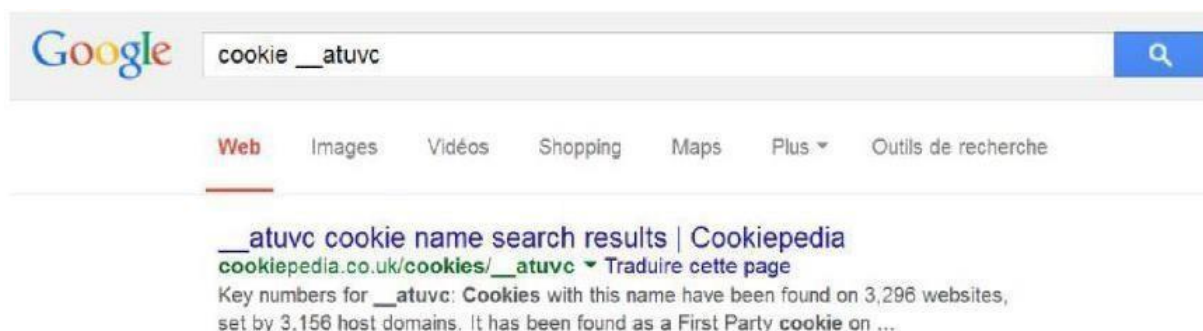 Google cookie __atuvc
Web Images Vidéos Shopping Maps Plus Outils de recherche
__atuvc cookie name search results | Cookiepedia
cookiepedia.co.uk/cookies/__atuvc Traduire cette page
Key numbers for __atuvc: Cookies with this name have been found on 3,296 websites,
set by 3,156 host domains. It has been found as a First Party cookie on ...